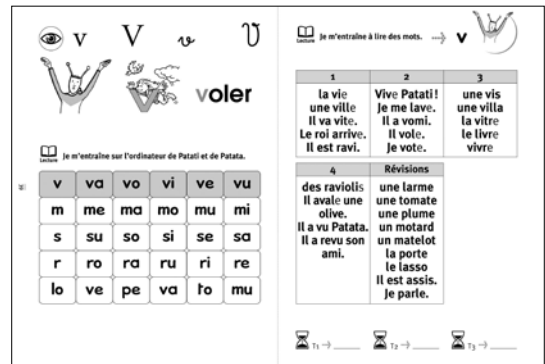 v V v V
voler
Lecture Je m'entraîne sur l'ordinateur de Patati et de Patata.
v va vo vi ve vu
m me ma mo mu mi
s su so si se sa
r ro ra ru ri re
lo ve pe va to mu
Lecture Je m'entraîne à lire des mots. → v
1
la vie
une ville
Il va vite.
Le roi arrive.
Il est ravi.
2
Vive Patati !
Je me lave.
Il a vomi.
Il vole.
Je vote.
3
une vis
une villa
la vitre
le livre
vivre
4
des raviolis
Il avale une
olive.
Il a vu Patata.
Il a revu son
ami.
Révisions
une larme
une tomate
une plume
un motard
un matelot
la porte
le lasso
Il est assis.
Je parle.
T1 → ____ T2 → ____ T3 → ____